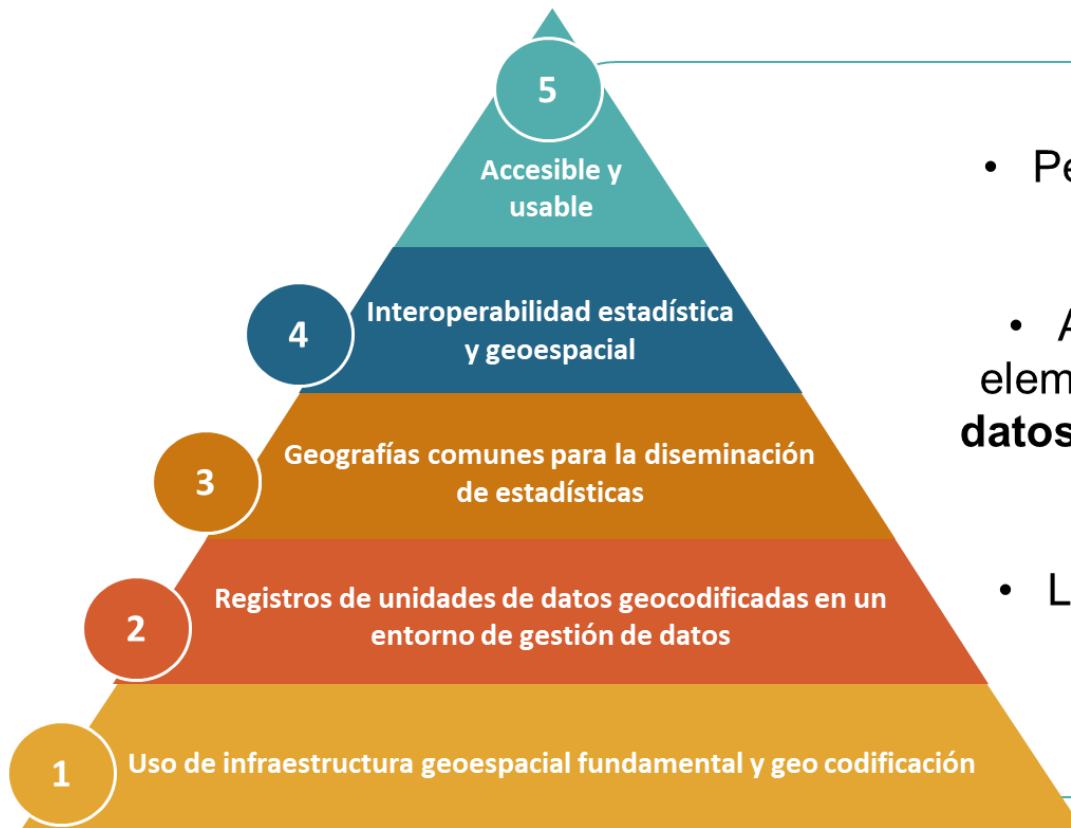 5
Accesible y
usable
4
Interoperabilidad estadística
y geoespacial
3
Geografías comunes para la diseminación
de estadísticas
2
Registros de unidades de datos geocodificadas en un
entorno de gestión de datos
1
Uso de infraestructura geoespacial fundamental y geo codificación
• Pe
• A
elem
datos
• L